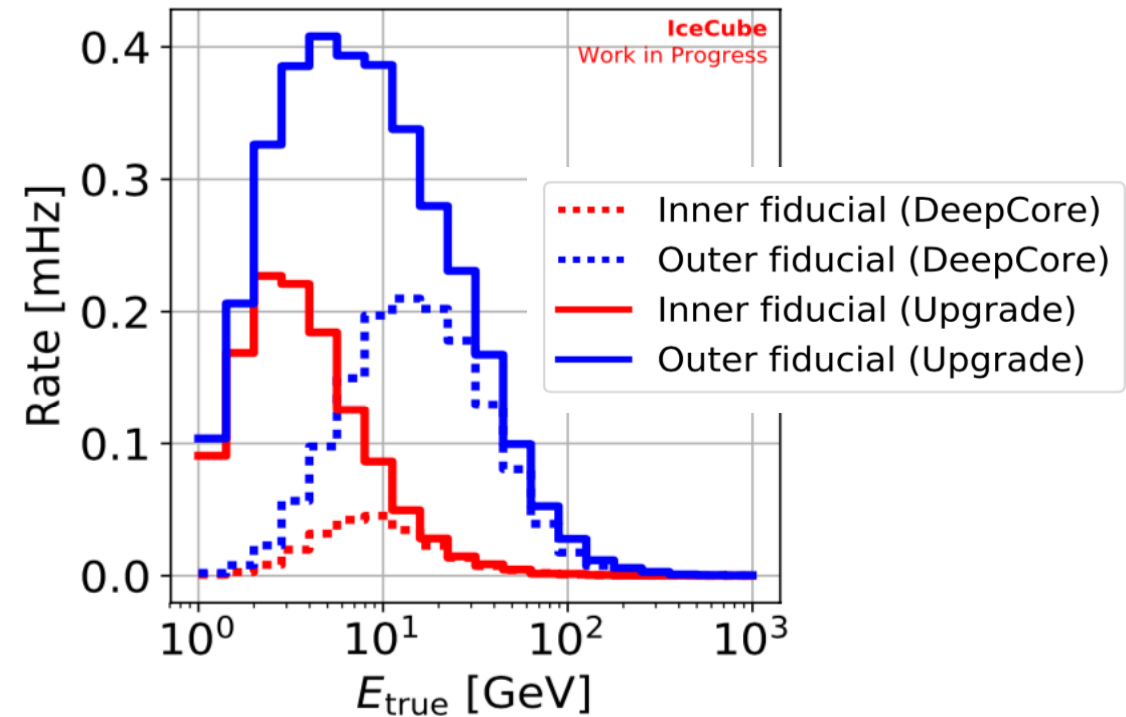 IceCube
Work in Progress
0.4
0.3
0.2
0.1
0.0
Rate [mHz]
Inner fiducial (DeepCore)
Outer fiducial (DeepCore)
Inner fiducial (Upgrade)
Outer fiducial (Upgrade)
10⁰ 10¹ 10² 10³
E_true [GeV]